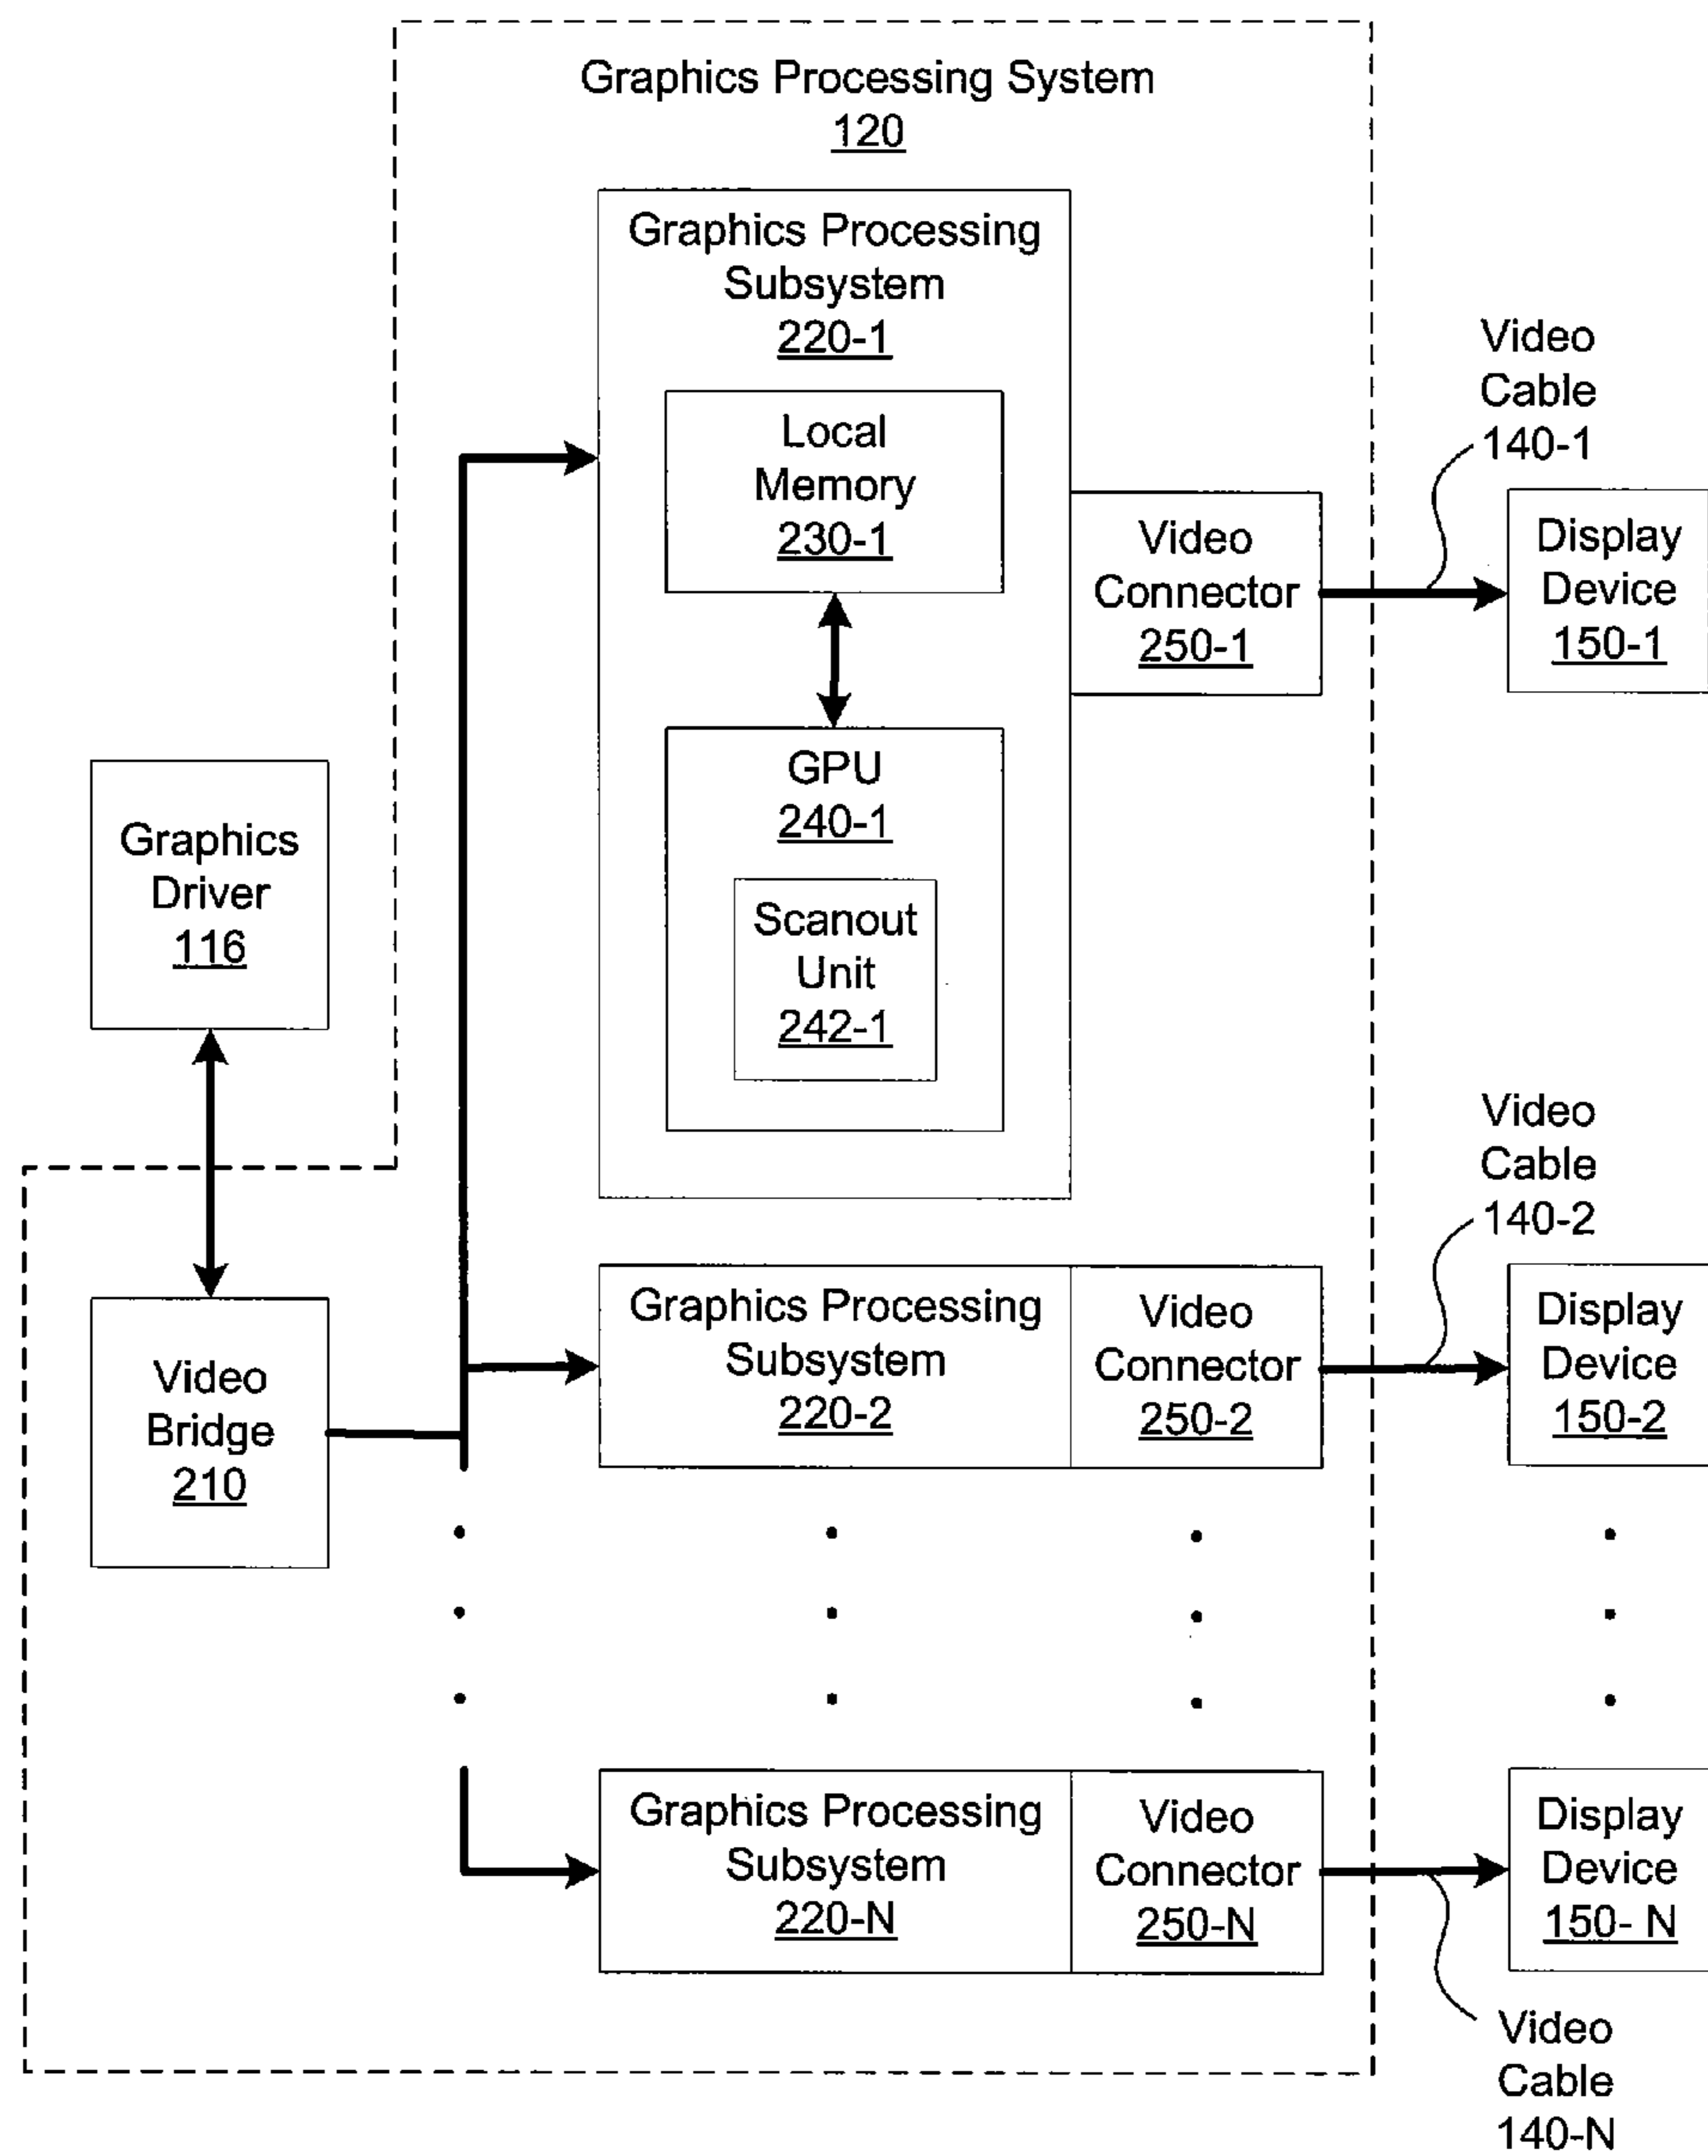 Graphics Processing System
120
Graphics Processing
Subsystem
220-1
Local
Memory
230-1
GPU
240-1
Scanout
Unit
242-1
Video
Connector
250-1
Video
Cable
140-1
Display
Device
150-1
Graphics
Driver
116
Video
Bridge
210
Graphics Processing
Subsystem
220-2
Video
Connector
250-2
Video
Cable
140-2
Display
Device
150-2
Graphics Processing
Subsystem
220-N
Video
Connector
250-N
Display
Device
150- N
Video
Cable
140-N